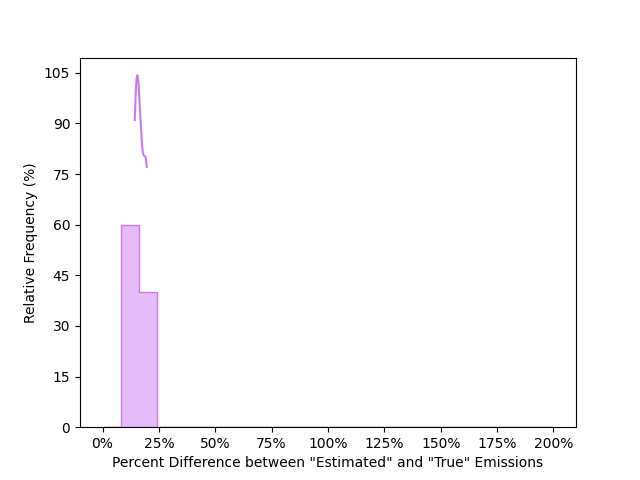 105
90
75
60
45
30
15
0
Relative Frequency (%)
0% 25% 50% 75% 100% 125% 150% 175% 200%
Percent Difference between "Estimated" and "True" Emissions